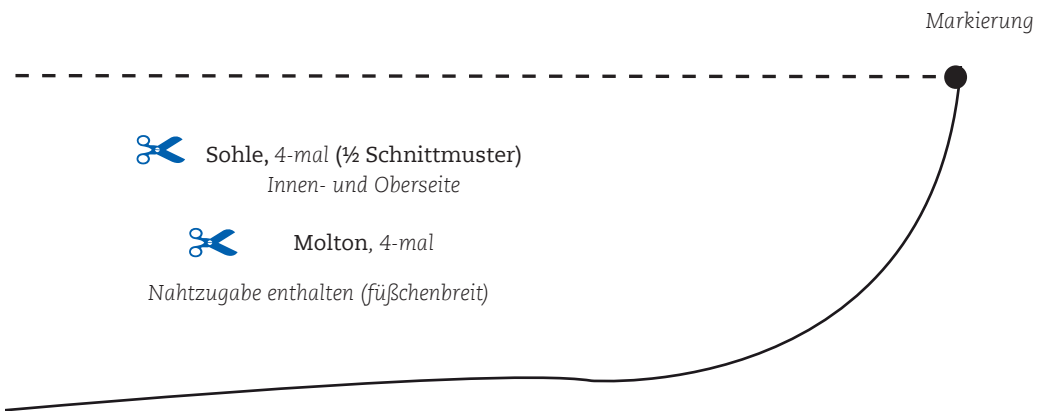 Markierung
Sohle, 4-mal (½ Schnittmuster)
Innen- und Oberseite
Molton, 4-mal
Nahtzugabe enthalten (füßchenbreit)